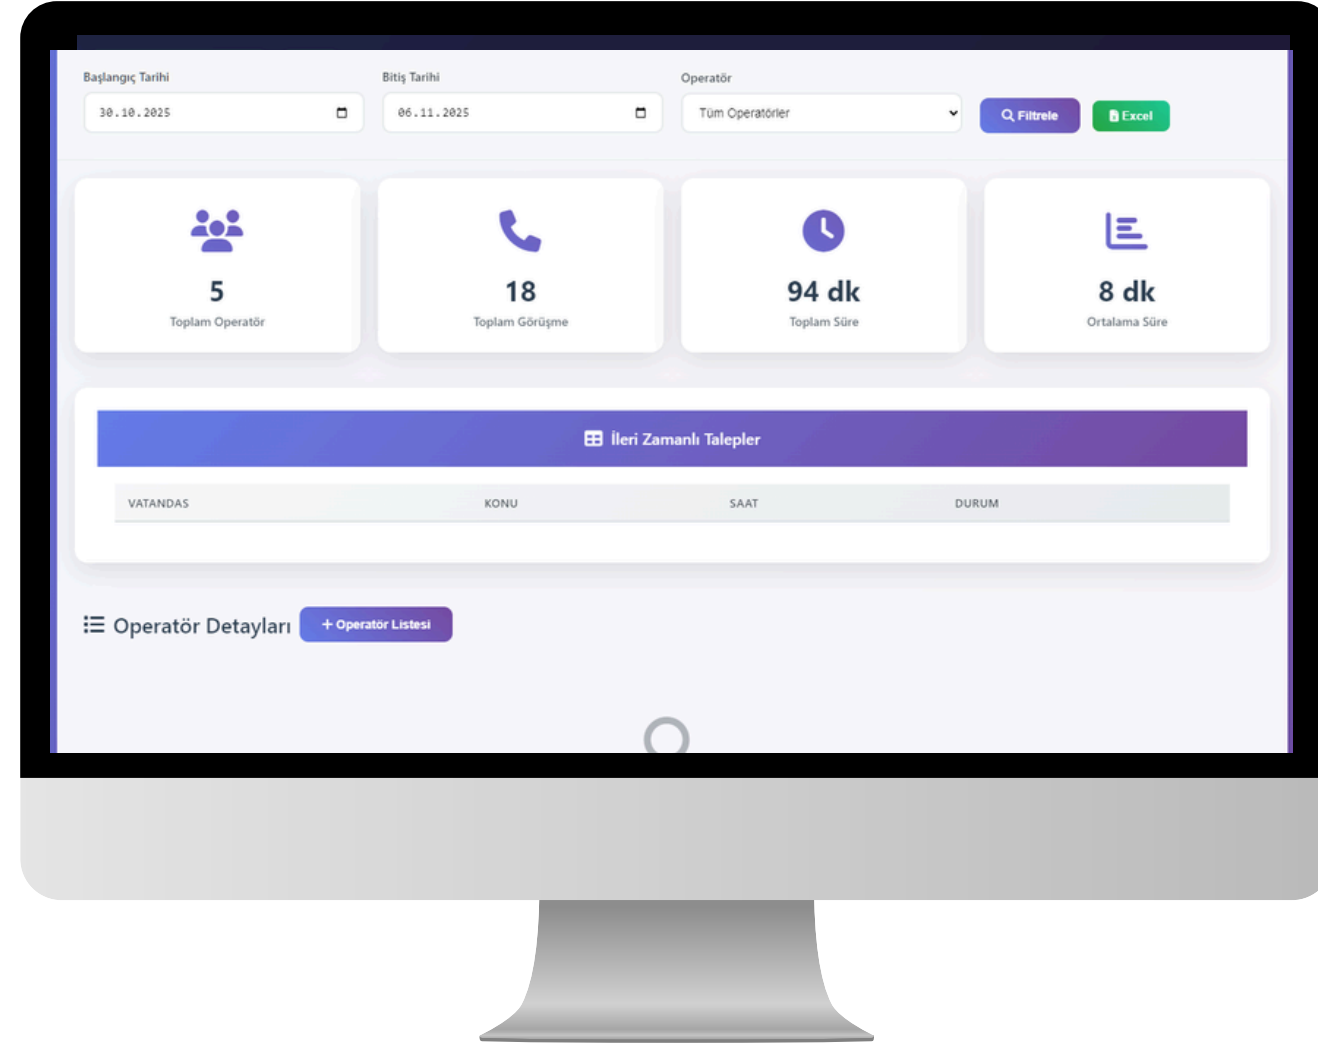 Başlangıç Tarihi
Bitiş Tarihi
Operatör
30.10.2025
06.11.2025
Tüm Operatörler
Filtrele
Excel
5
Toplam Operatör
18
Toplam Görüşme
94 dk
Toplam Süre
8 dk
Ortalama Süre
İleri Zamanlı Talepler
VATANDAS KONU SAAT DURUM
Operatör Detayları
+ Operatör Listesi